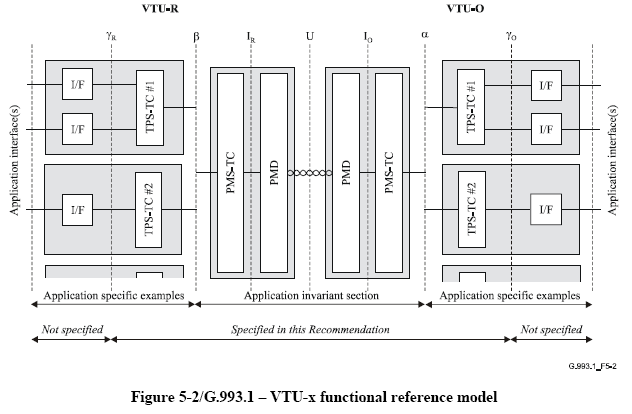 VTU-R VTU-O
γR β IR U IO α γO
Application interface(s)
I/F
I/F
TPS-TC #1
I/F
TPS-TC #2
PMS-TC
PMD
PMD
PMS-TC
TPS-TC #1
I/F
I/F
TPS-TC #2
I/F
Application interface(s)
Application specific examples Application invariant section Application specific examples
Not specified Specified in this Recommendation Not specified
G.993.1_F5-2
Figure 5-2/G.993.1 – VTU-x functional reference model